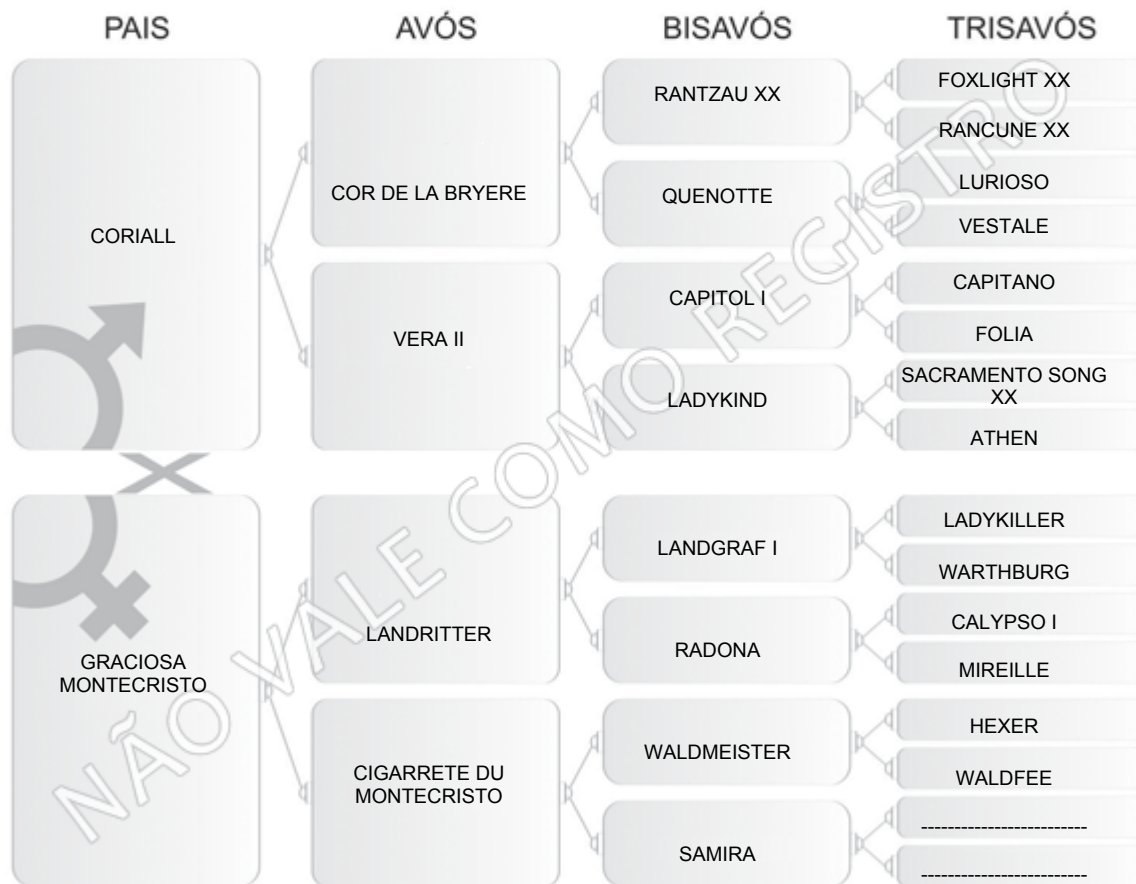 PAIS AVÓS BISAVÓS TRISAVÓS
CORIALL
COR DE LA BRYERE
VERA II
RANTZAU XX
QUENOTTE
CAPITOL I
LADYKIND
FOXLIGHT XX
RANCUNE XX
LURIOSO
VESTALE
CAPITANO
FOLIA
SACRAMENTO SONG
XX
ATHEN
GRACIOSA
MONTECRISTO
LANDRITTER
CIGARRETE DU
MONTECRISTO
LANDGRAF I
RADONA
WALDMEISTER
SAMIRA
LADYKILLER
WARTHBURG
CALYPSO I
MIREILLE
HEXER
WALDFEE
-------------------------
-------------------------
NÃO VALE COMO REGISTRO